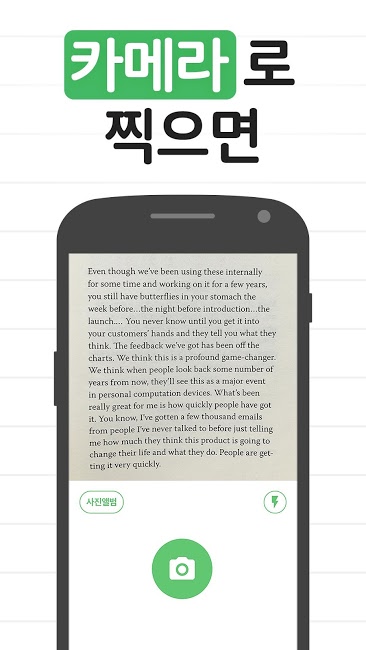 카메라로
찍으면
Even though we've been using these internally
for some time and working on it for a few years,
you still have butterflies in your stomach the
week before...the night before introduction...the
launch.... You never know until you get it into
your customers' hands and they tell you what they
think. The feedback we've got has been off the
charts. We think this is a profound game-changer.
We think when people look back some number of
years from now, they'll see this as a major event
in personal computation devices. What's been
really great for me is how quickly people have got
it. You know, I've gotten a few thousand emails
from people I've never talked to before just telling
me how much they think this product is going to
change their life and what they do. People are get-
ting it very quickly.
사진앨범